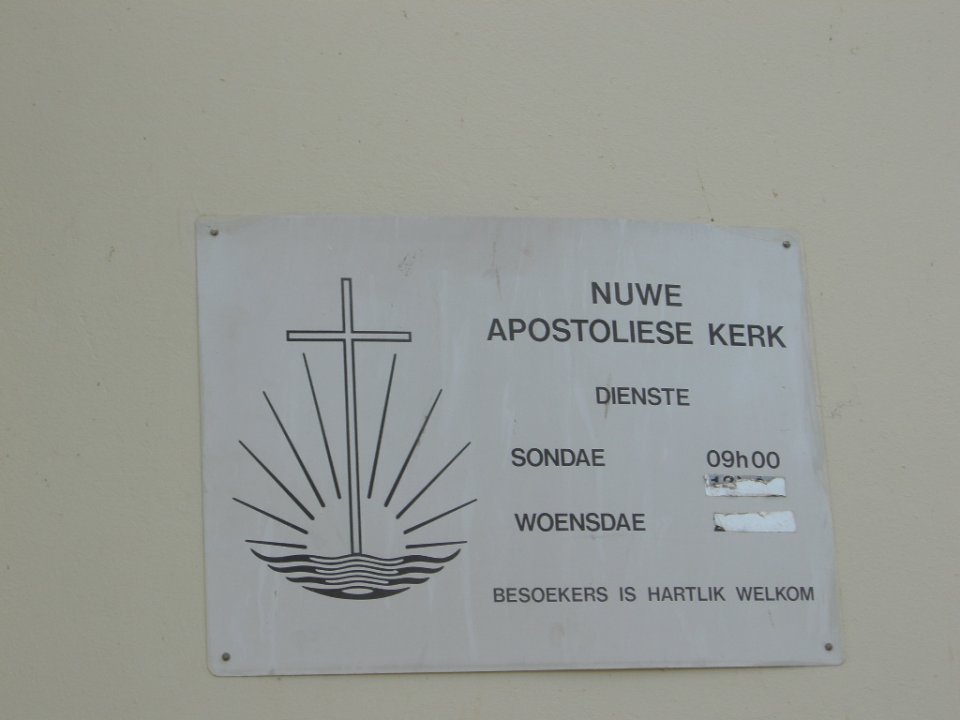 NUWE
APOSTOLIESE KERK
DIENSTE
SONDAE 09h00
WOENSDAE
BESOEKERS IS HARTLIK WELKOM